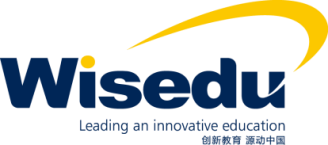 Wisedu
Leading an innovative education
创新教育 源动中国